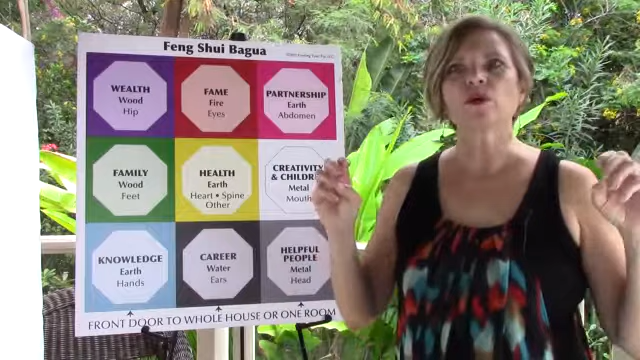 Feng Shui Bagua
WEALTH
Wood
Hip
FAME
Fire
Eyes
PARTNERSHIP
Earth
Abdomen
FAMILY
Wood
Feet
HEALTH
Earth
Heart • Spine
Other
CREATIVITY
& CHILDREN
Metal
Mouth
KNOWLEDGE
Earth
Hands
CAREER
Water
Ears
HELPFUL
PEOPLE
Metal
Head
FRONT DOOR TO WHOLE HOUSE OR ONE ROOM